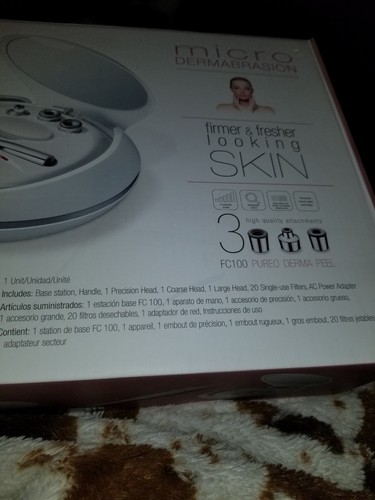 micro
DERMABRASION
firmer & fresher
looking
SKIN
3 high quality attachments
FC100 PUREO DERMA PEEL
1 Unit/Unidad/Unité
Includes: Base station, Handle, 1 Precision Head, 1 Coarse Head, 1 Large Head, 20 Single-use Filters, AC Power Adapter
Artículos suministrados: 1 estación base FC 100, 1 aparato de mano, 1 accesorio de precisión, 1 accesorio grueso,
1 accesorio grande, 20 filtros desechables, 1 adaptador de red, Instrucciones de uso
Contient: 1 station de base FC 100, 1 appareil, 1 embout de précision, 1 embout rugueux, 1 gros embout, 20 filtres jetables
adaptateur secteur